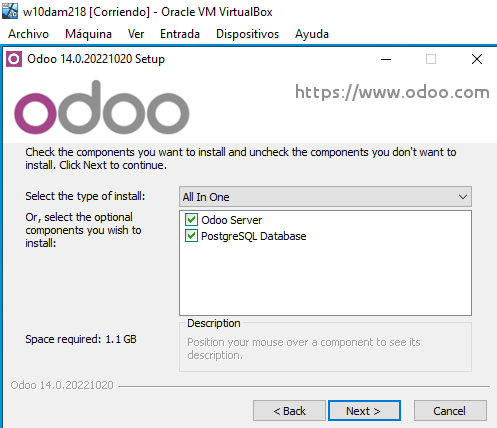 w10dam218 [Corriendo] - Oracle VM VirtualBox
Archivo Máquina Ver Entrada Dispositivos Ayuda
Odoo 14.0.20221020 Setup
odoo
https://www.odoo.com
Check the components you want to install and uncheck the components you don't want to
install. Click Next to continue.
Select the type of install:
All In One
Or, select the optional
components you wish to
install:
Odoo Server
PostgreSQL Database
Space required: 1.1 GB
Description
Position your mouse over a component to see its
description.
Odoo 14.0.20221020
< Back
Next >
Cancel